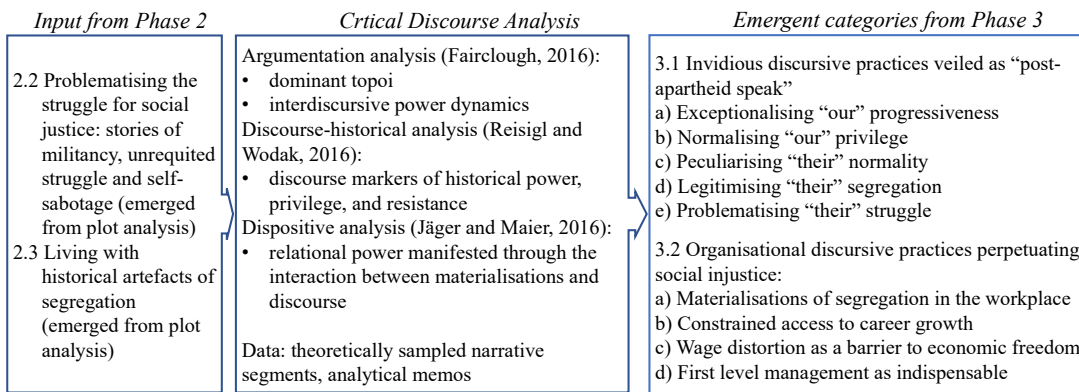 Input from Phase 2
Crtical Discourse Analysis
Emergent categories from Phase 3
2.2 Problematising the
struggle for social
justice: stories of
militancy, unrequited
struggle and self-
sabotage (emerged
from plot analysis)
2.3 Living with
historical artefacts of
segregation
(emerged from plot
analysis)
Argumentation analysis (Fairclough, 2016):
• dominant topoi
• interdiscursive power dynamics
Discourse-historical analysis (Reisigl and
Wodak, 2016):
• discourse markers of historical power,
privilege, and resistance
Dispositive analysis (Jäger and Maier, 2016):
• relational power manifested through the
interaction between materialisations and
discourse
Data: theoretically sampled narrative
segments, analytical memos
3.1 Invidious discursive practices veiled as “post-
apartheid speak”
a) Exceptionalising “our” progressiveness
b) Normalising “our” privilege
c) Peculiarising “their” normality
d) Legitimising “their” segregation
e) Problematising “their” struggle
3.2 Organisational discursive practices perpetuating
social injustice:
a) Materialisations of segregation in the workplace
b) Constrained access to career growth
c) Wage distortion as a barrier to economic freedom
d) First level management as indispensable